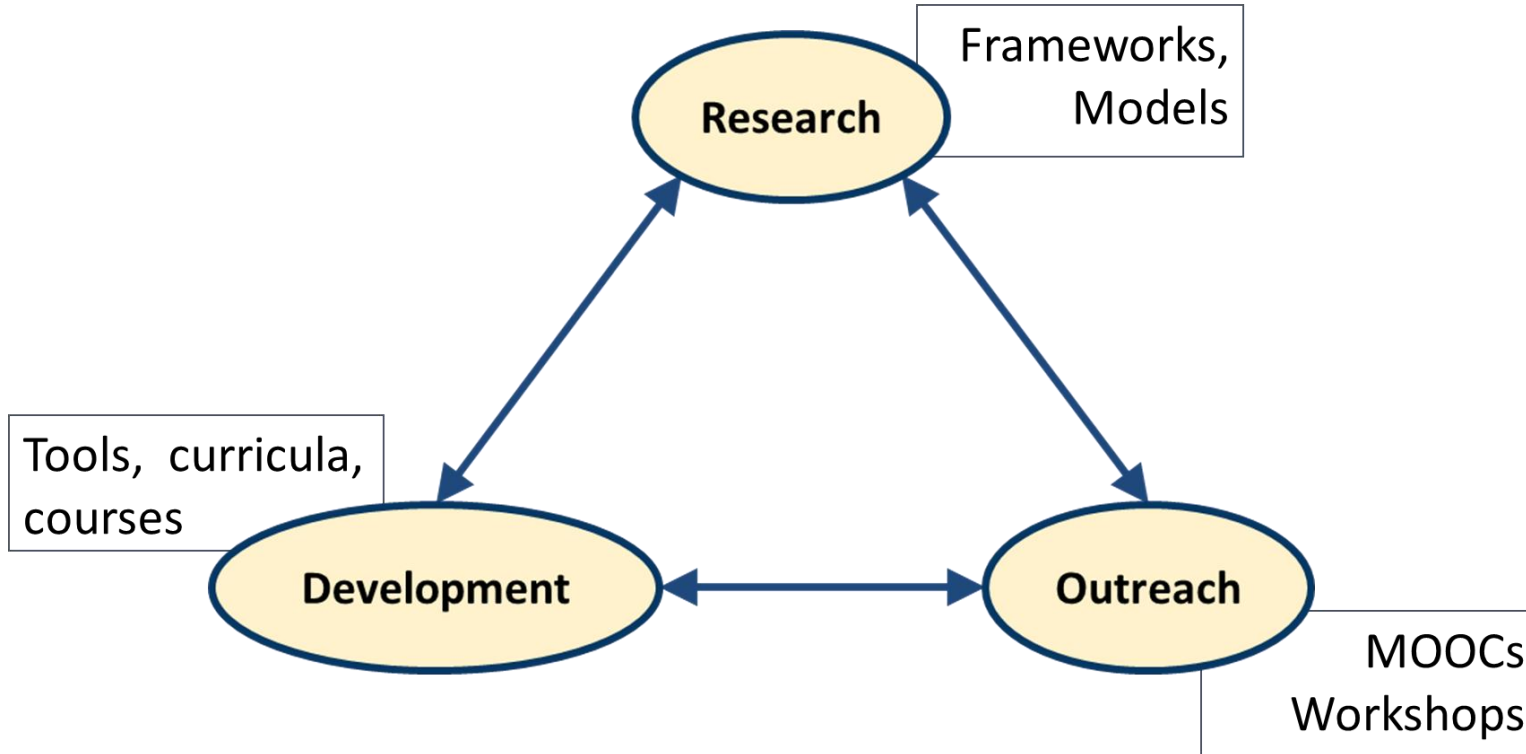 Frameworks,
Models
Research
Tools, curricula,
courses
Development
Outreach
MOOCs
Workshops